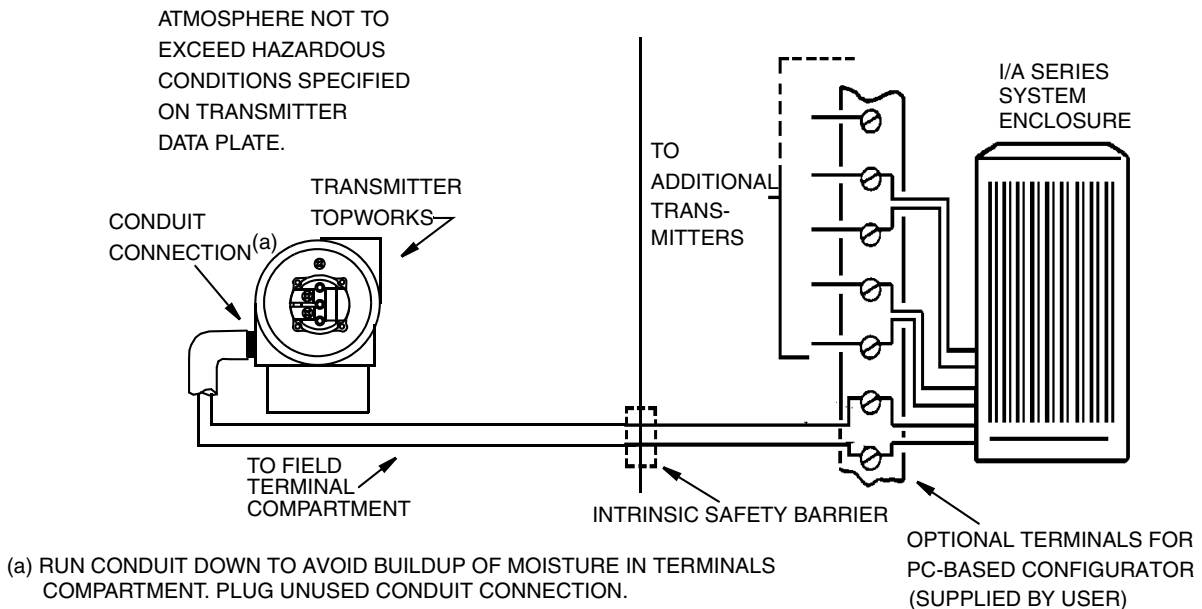 ATMOSPHERE NOT TO
EXCEED HAZARDOUS
CONDITIONS SPECIFIED
ON TRANSMITTER
DATA PLATE.
I/A SERIES
SYSTEM
ENCLOSURE
TO
ADDITIONAL
TRANS-
MITTERS
TRANSMITTER
TOPWORKS
CONDUIT
CONNECTION(a)
TO FIELD
TERMINAL
COMPARTMENT
INTRINSIC SAFETY BARRIER
OPTIONAL TERMINALS FOR
PC-BASED CONFIGURATOR
(SUPPLIED BY USER)
(a) RUN CONDUIT DOWN TO AVOID BUILDUP OF MOISTURE IN TERMINALS
COMPARTMENT. PLUG UNUSED CONDUIT CONNECTION.